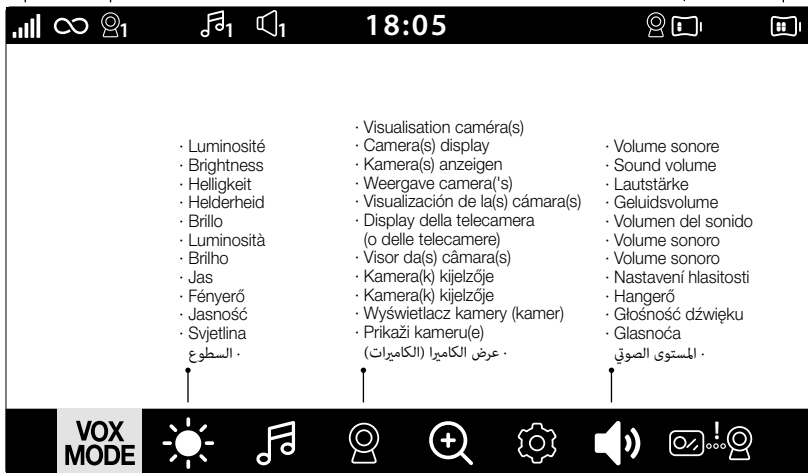 1
1
1
18:05
· Luminosité
· Brightness
· Helligkeit
· Helderheid
· Brillo
· Luminosità
· Brilho
· Jas
· Fényerő
· Jasność
· Svjetlina
· السطوع
· Visualisation caméra(s)
· Camera(s) display
· Kamera(s) anzeigen
· Weergave camera('s)
· Visualización de la(s) cámara(s)
· Display della telecamera
(o delle telecamere)
· Visor da(s) câmara(s)
· Kamera(k) kijelzője
· Kamera(k) kijelzője
· Wyświetlacz kamery (kamer)
· Prikaži kameru(e)
· عرض الكاميرا (الكاميرات)
· Volume sonore
· Sound volume
· Lautstärke
· Geluidsvolume
· Volumen del sonido
· Volume sonoro
· Volume sonoro
· Nastavení hlasitosti
· Hangerő
· Głośność dźwięku
· Glasnoća
· المستوى الصوتي
VOX
MODE